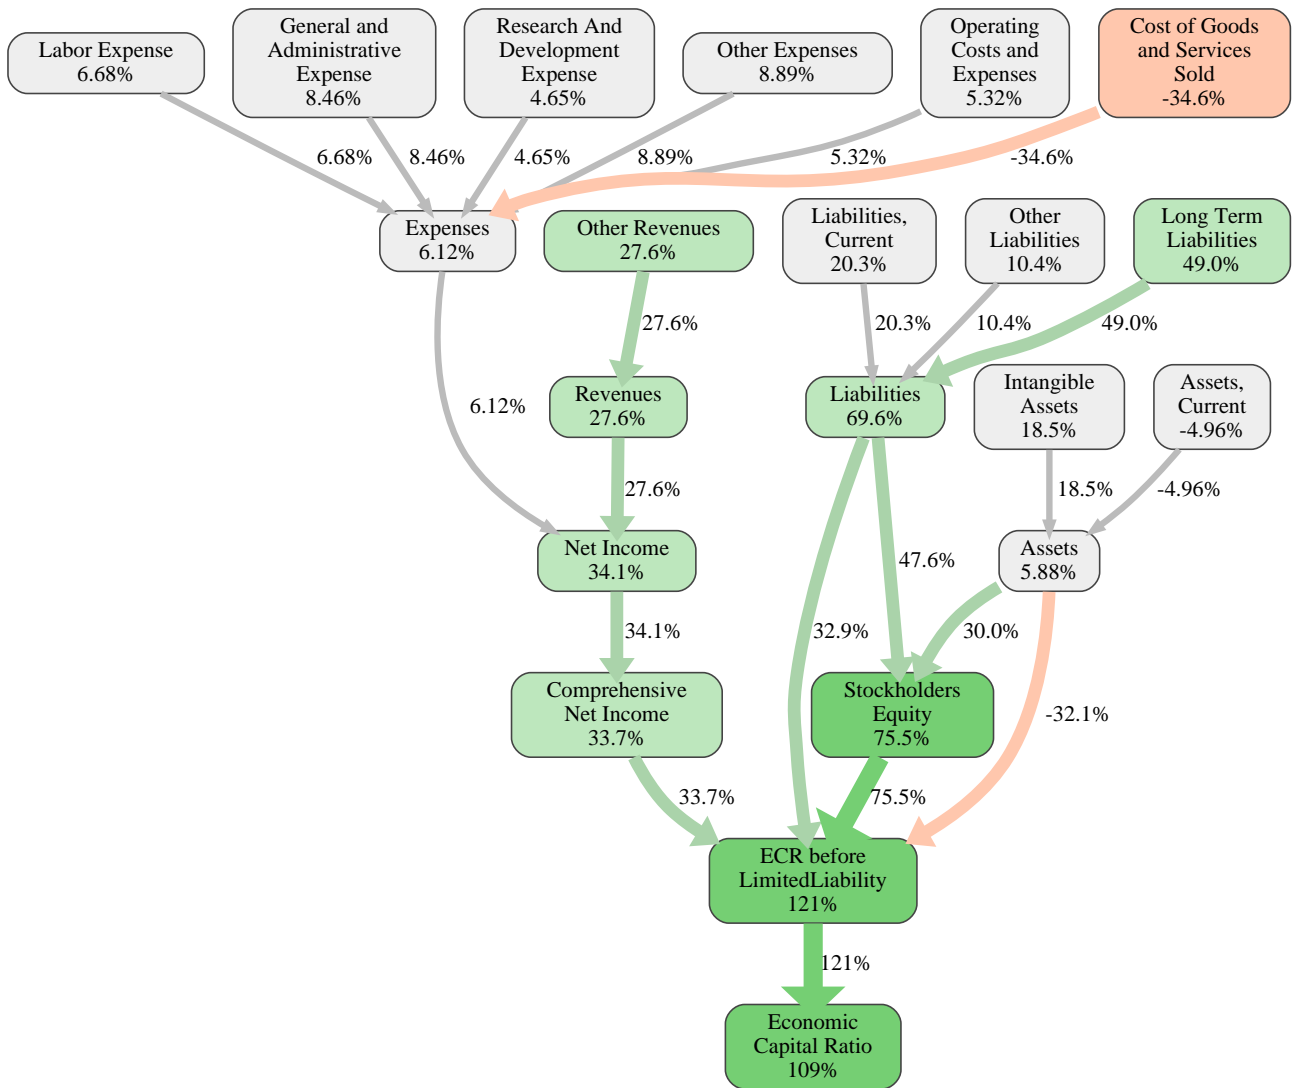 Labor Expense
6.68%
General and
Administrative
Expense
8.46%
Research And
Development
Expense
4.65%
Other Expenses
8.89%
Operating
Costs and
Expenses
5.32%
Cost of Goods
and Services
Sold
-34.6%
6.68%
8.46%
4.65%
8.89%
5.32%
-34.6%
Expenses
6.12%
Other Revenues
27.6%
Liabilities,
Current
20.3%
Other
Liabilities
10.4%
Long Term
Liabilities
49.0%
27.6%
20.3%
10.4%
49.0%
6.12%
Revenues
27.6%
Liabilities
69.6%
Intangible
Assets
18.5%
Assets,
Current
-4.96%
27.6%
18.5%
-4.96%
Net Income
34.1%
47.6%
Assets
5.88%
34.1%
32.9%
30.0%
Comprehensive
Net Income
33.7%
Stockholders
Equity
75.5%
-32.1%
33.7%
75.5%
ECR before
LimitedLiability
121%
121%
Economic
Capital Ratio
109%